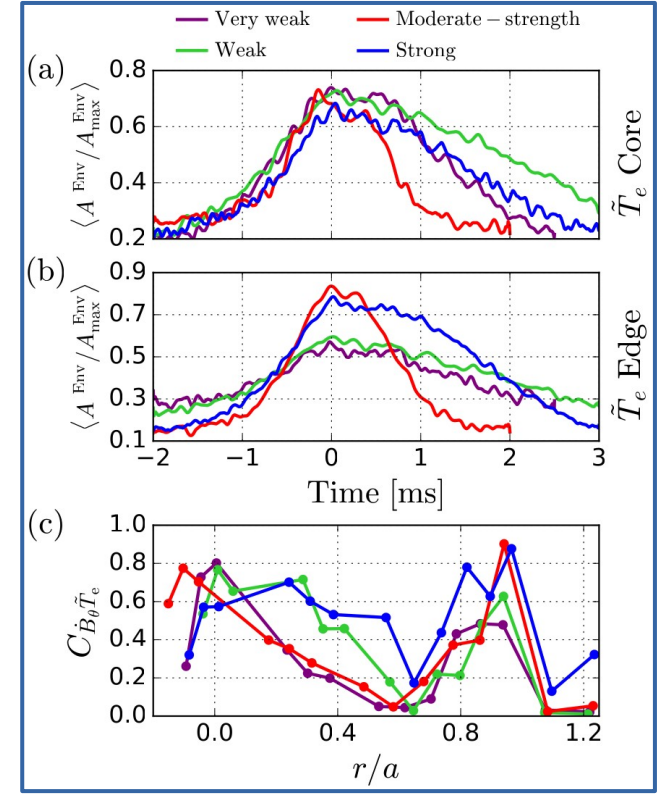 Very weak Moderate − strength
Weak Strong
(a)
⟨A^Env/A^Env_max⟩
0.8
0.6
0.4
0.2
T̃_e Core
(b)
⟨A^Env/A^Env_max⟩
0.9
0.7
0.5
0.3
0.1
T̃_e Edge
−2 −1 0 1 2 3
Time [ms]
(c)
C_{Ḃ_θ T̃_e}
1.0
0.8
0.6
0.4
0.2
0.0
0.0 0.4 0.8 1.2
r/a